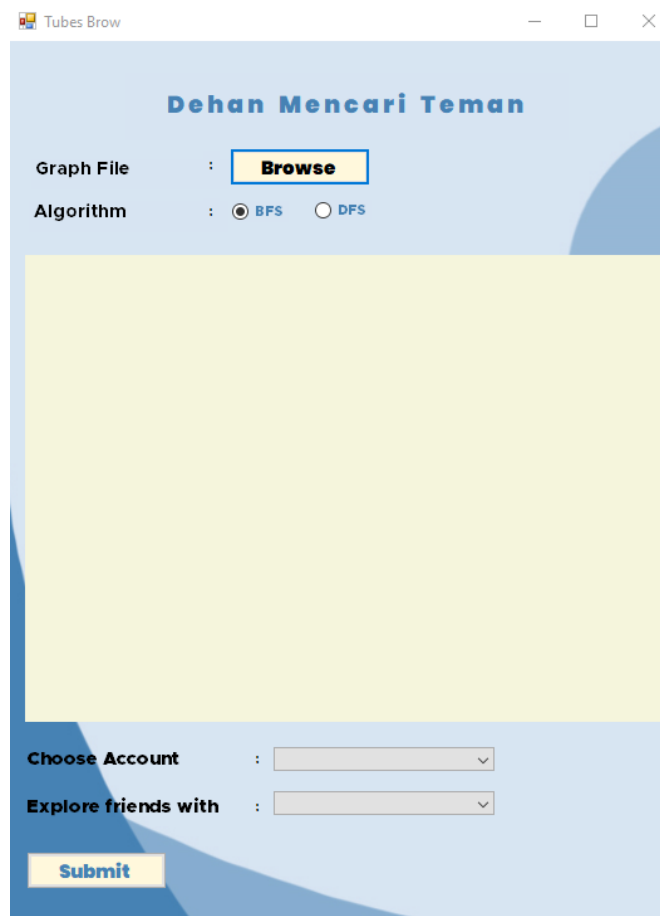 Tubes Brow
Dehan Mencari Teman
Graph File : Browse
Algorithm : BFS DFS
Choose Account :
Explore friends with :
Submit